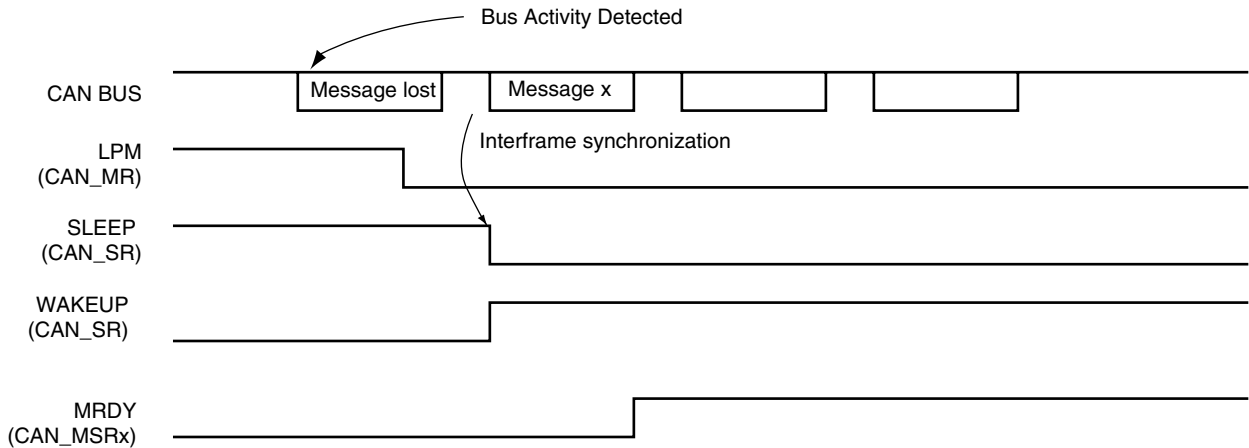 Bus Activity Detected
CAN BUS
Message lost
Message x
Interframe synchronization
LPM
(CAN_MR)
SLEEP
(CAN_SR)
WAKEUP
(CAN_SR)
MRDY
(CAN_MSRx)